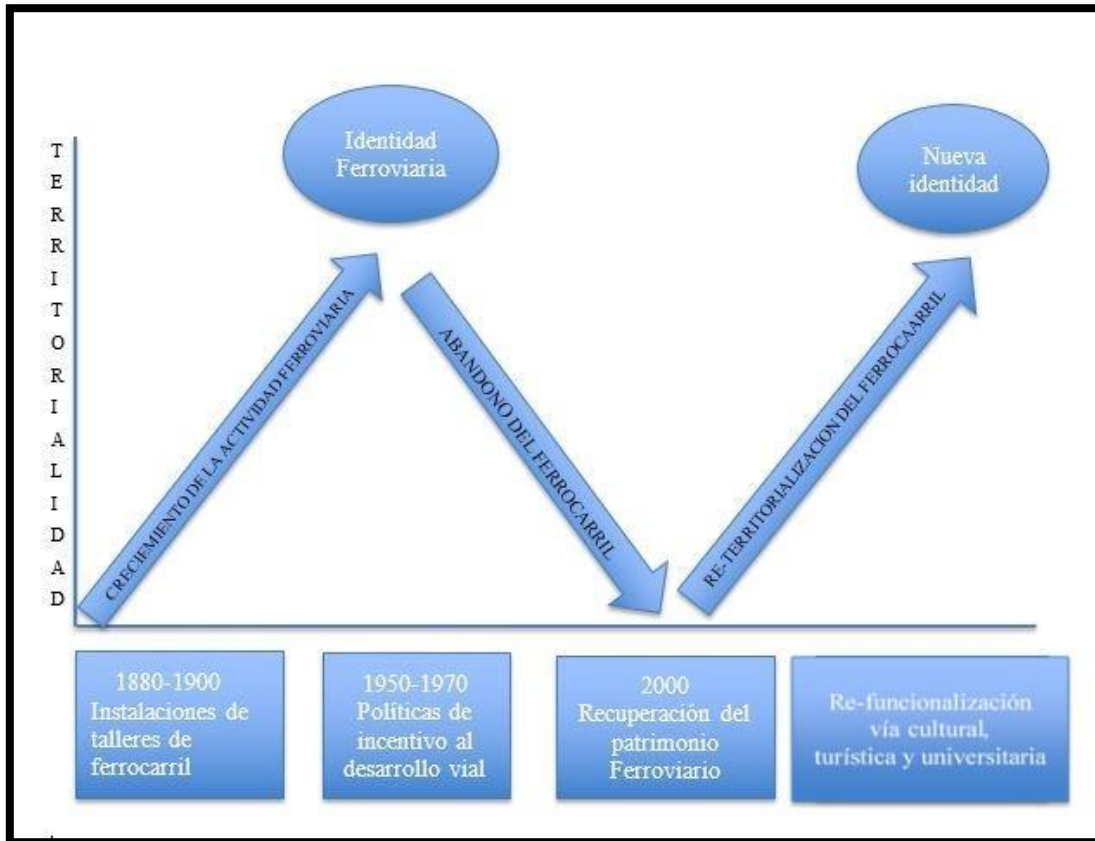 Identidad
Ferroviaria
Nueva
identidad
TERRITORIALIDAD
CRECIEMIENTO DE LA ACTIVIDAD FERROVIARIA
ABANDONO DEL FERROCARRIL
RE-TERRITORIALIZACION DEL FERROCAARRIL
1880-1900
Instalaciones de
talleres de
ferrocarril
1950-1970
Políticas de
incentivo al
desarrollo vial
2000
Recuperación del
patrimonio
Ferroviario
Re-funcionalización
vía cultural,
turística y universitaria